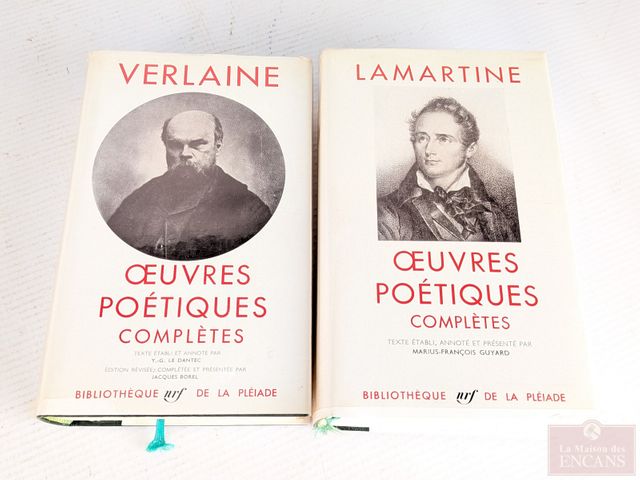 VERLAINE
ŒUVRES
POÉTIQUES
COMPLÈTES
TEXTE ÉTABLI ET ANNOTÉ PAR
Y.-G. LE DANTEC
ÉDITION RÉVISÉE, COMPLÉTÉE ET PRÉSENTÉE PAR
JACQUES BOREL
BIBLIOTHÈQUE nrf DE LA PLÉIADE
LAMARTINE
ŒUVRES
POÉTIQUES
COMPLÈTES
TEXTE ÉTABLI, ANNOTÉ ET PRÉSENTÉ PAR
MARIUS-FRANÇOIS GUYARD
BIBLIOTHÈQUE nrf DE LA PLÉIADE
La Maison des
ENCANS